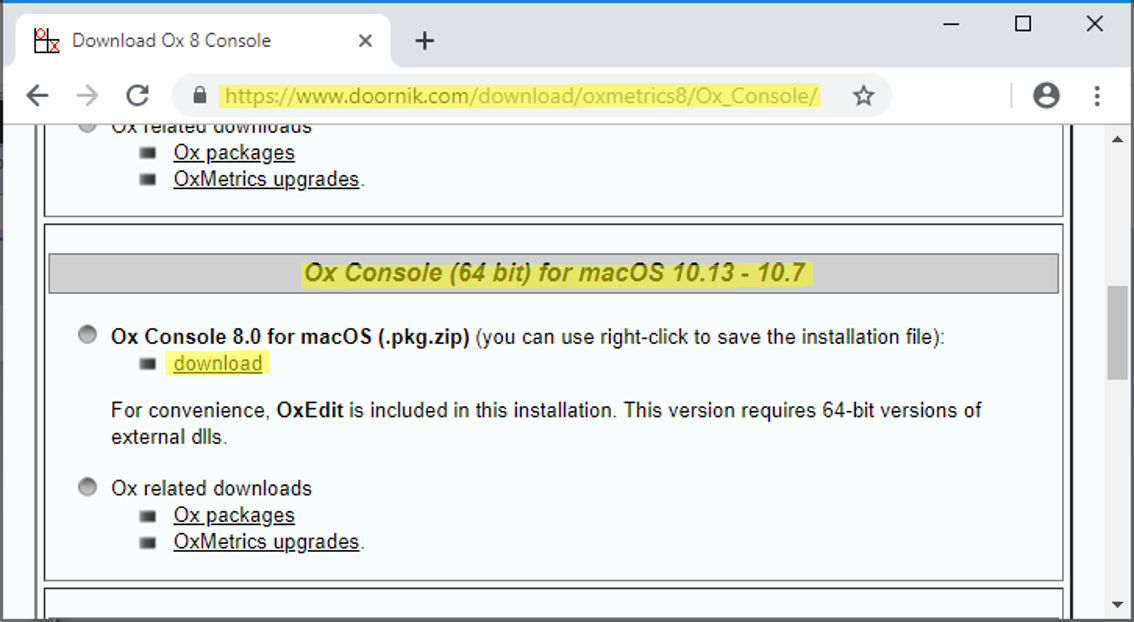 Download Ox 8 Console
https://www.doornik.com/download/oxmetrics8/Ox_Console/
Ox related downloads
Ox packages
OxMetrics upgrades.
Ox Console (64 bit) for macOS 10.13 - 10.7
Ox Console 8.0 for macOS (.pkg.zip) (you can use right-click to save the installation file):
download
For convenience, OxEdit is included in this installation. This version requires 64-bit versions of
external dlls.
Ox related downloads
Ox packages
OxMetrics upgrades.